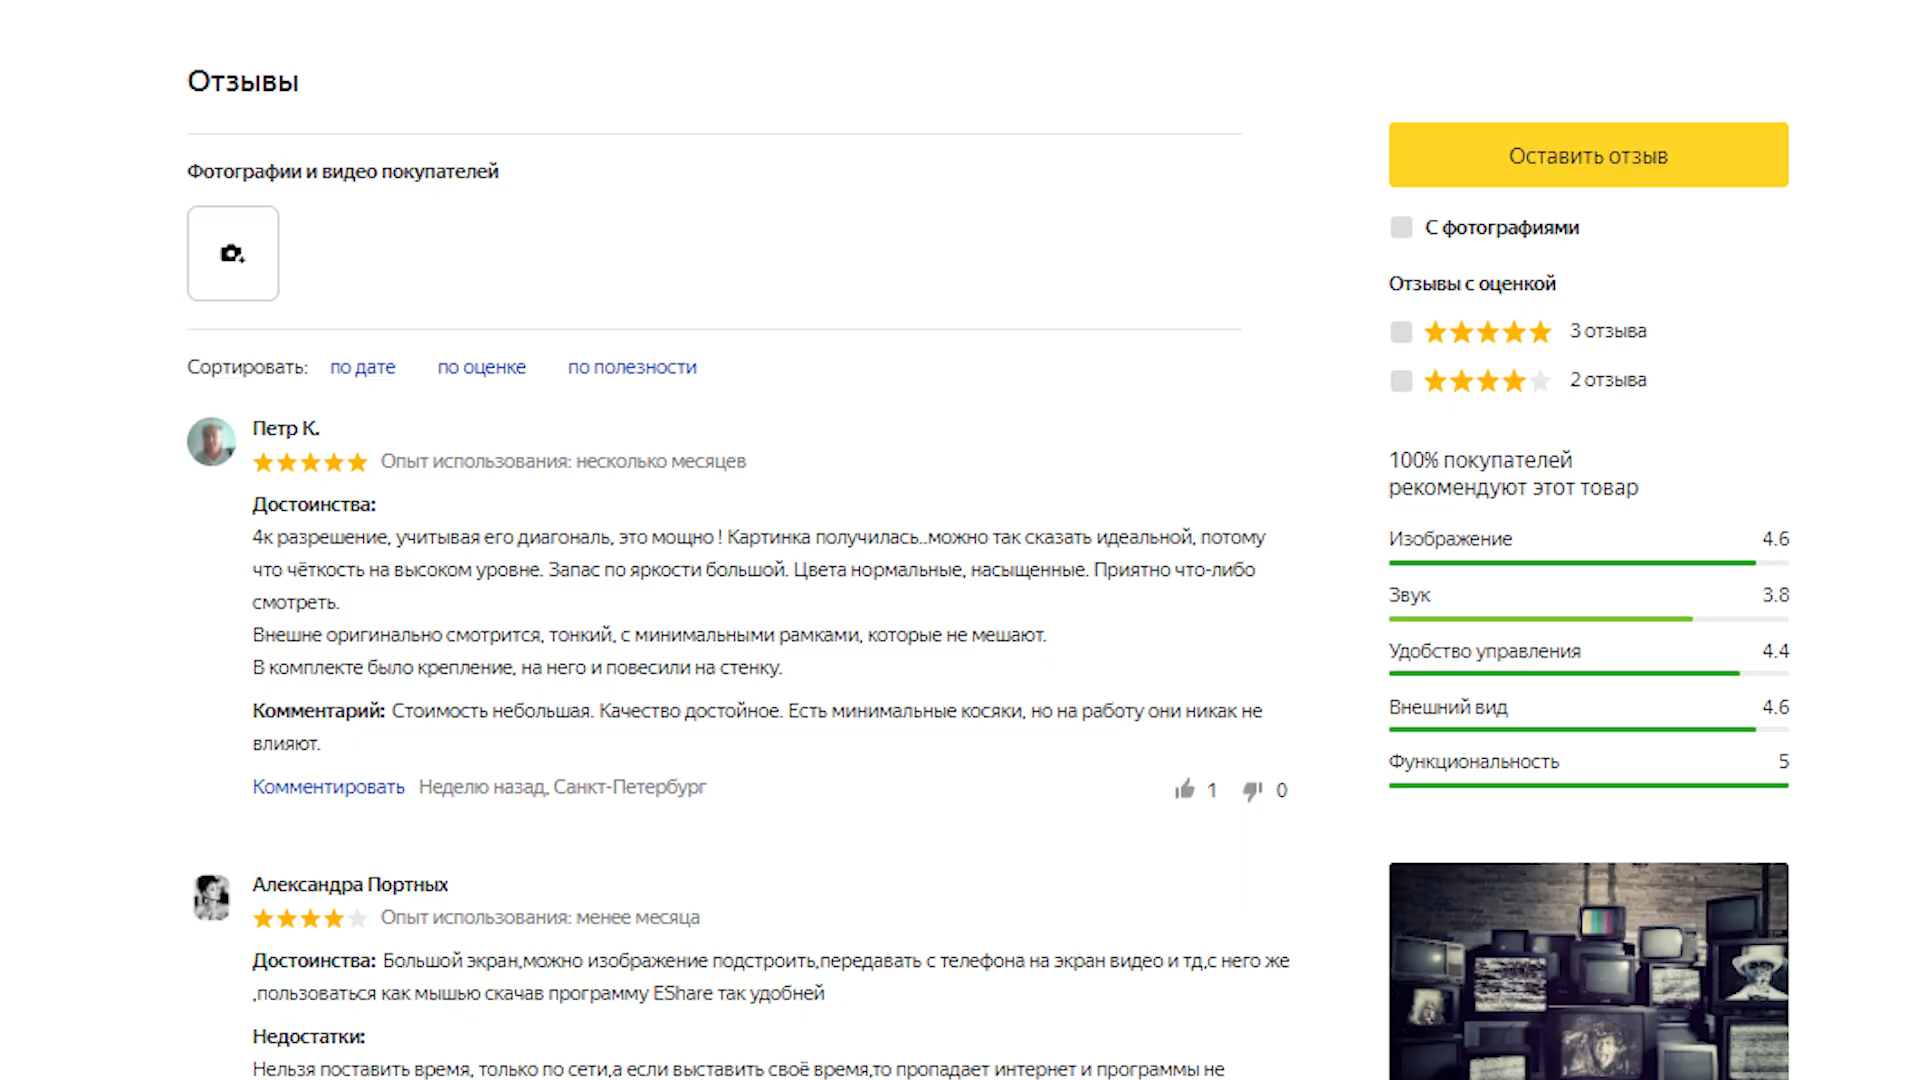 Отзывы
Фотографии и видео покупателей
Сортировать: по дате по оценке по полезности
Петр К.
Опыт использования: несколько месяцев
Достоинства:
4к разрешение, учитывая его диагональ, это мощно ! Картинка получилась..можно так сказать идеальной, потому
что чёткость на высоком уровне. Запас по яркости большой. Цвета нормальные, насыщенные. Приятно что-либо
смотреть.
Внешне оригинально смотрится, тонкий, с минимальными рамками, которые не мешают.
В комплекте было крепление, на него и повесили на стенку.
Комментарий: Стоимость небольшая. Качество достойное. Есть минимальные косяки, но на работу они никак не
влияют.
Комментировать Неделю назад, Санкт-Петербург 1 0
Александра Портных
Опыт использования: менее месяца
Достоинства: Большой экран,можно изображение подстроить,передавать с телефона на экран видео и тд,с него же
,пользоваться как мышью скачав программу EShare так удобней
Недостатки:
Нельзя поставить время, только по сети,а если выставить своё время,то пропадает интернет и программы не
Оставить отзыв
С фотографиями
Отзывы с оценкой
3 отзыва
2 отзыва
100% покупателей
рекомендуют этот товар
Изображение 4.6
Звук 3.8
Удобство управления 4.4
Внешний вид 4.6
Функциональность 5